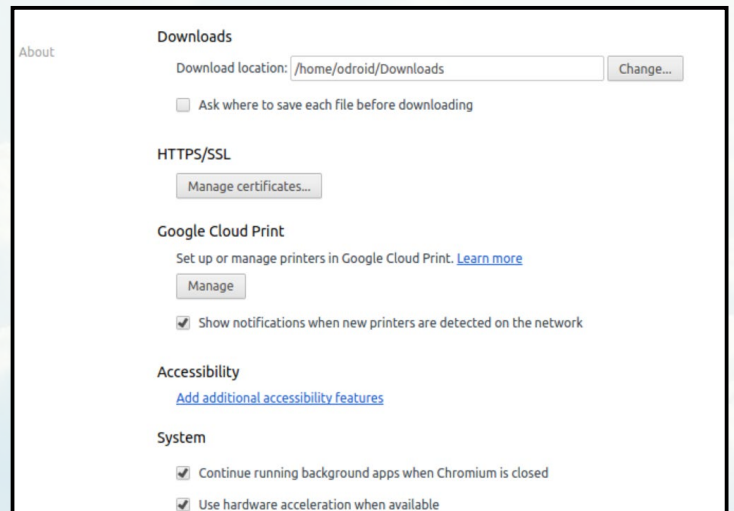 About
Downloads
Download location: /home/odroid/Downloads Change...
Ask where to save each file before downloading
HTTPS/SSL
Manage certificates...
Google Cloud Print
Set up or manage printers in Google Cloud Print. Learn more
Manage
Show notifications when new printers are detected on the network
Accessibility
Add additional accessibility features
System
Continue running background apps when Chromium is closed
Use hardware acceleration when available